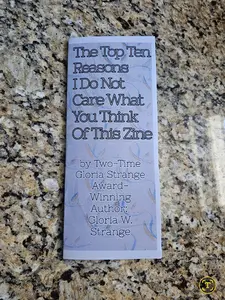 The Top Ten
Reasons
I Do Not
Care What
You Think
Of This Zine
by Two-Time
Gloria Strange
Award-
Winning
Author:
Gloria W.
Strange